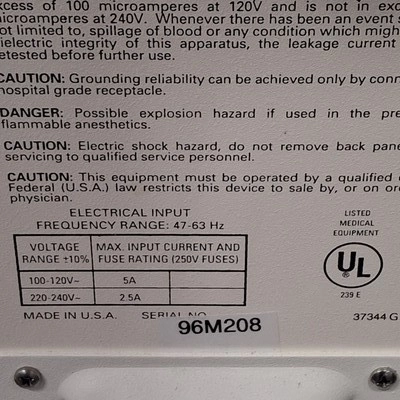 xcess of 100 microamperes at 120V and is not in exc
microamperes at 240V. Whenever there has been an event s
ot limited to, spillage of blood or any condition which migh
ielectric integrity of this apparatus, the leakage current
etested before further use.
CAUTION: Grounding reliability can be achieved only by conn
hospital grade receptacle.
DANGER: Possible explosion hazard if used in the pre
flammable anesthetics.
CAUTION: Electric shock hazard, do not remove back pane
servicing to qualified service personnel.
CAUTION: This equipment must be operated by a qualified o
Federal (U.S.A.) law restricts this device to sale by, or on or
physician.
ELECTRICAL INPUT
FREQUENCY RANGE: 47-63 Hz
VOLTAGE RANGE ±10% MAX. INPUT CURRENT AND FUSE RATING (250V FUSES)
100-120V~ 5A
220-240V~ 2.5A
LISTED
MEDICAL
EQUIPMENT
UL
239 E
MADE IN U.S.A. SERIAL NO.
96M208
37344 G